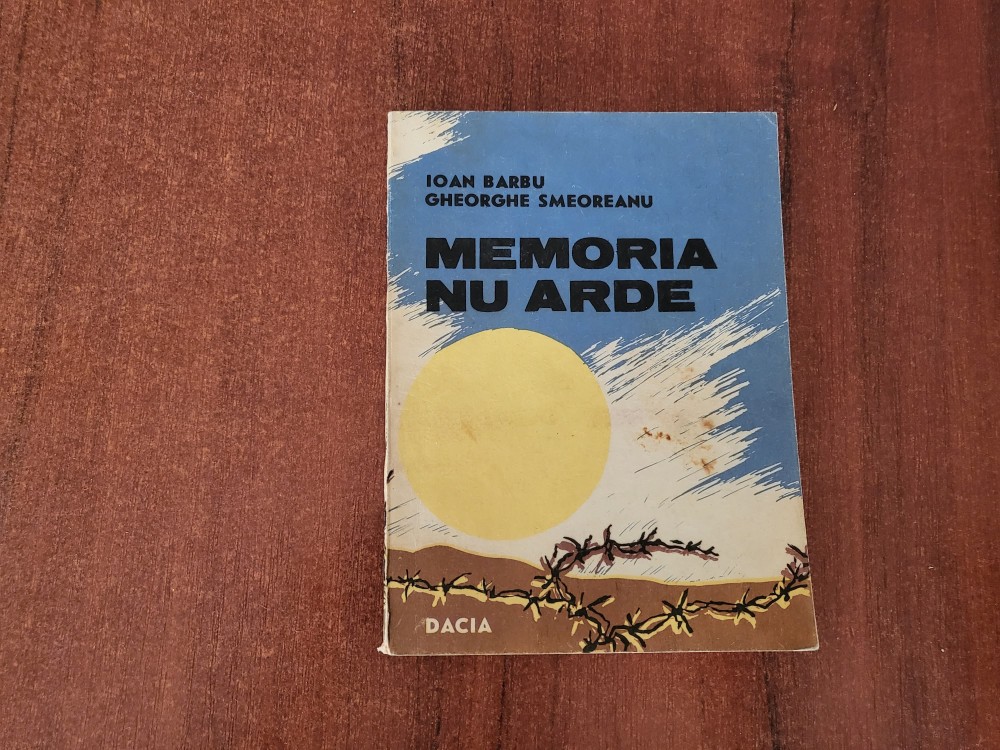 IOAN BARBU
GHEORGHE SMEOREANU
MEMORIA
NU ARDE
DACIA